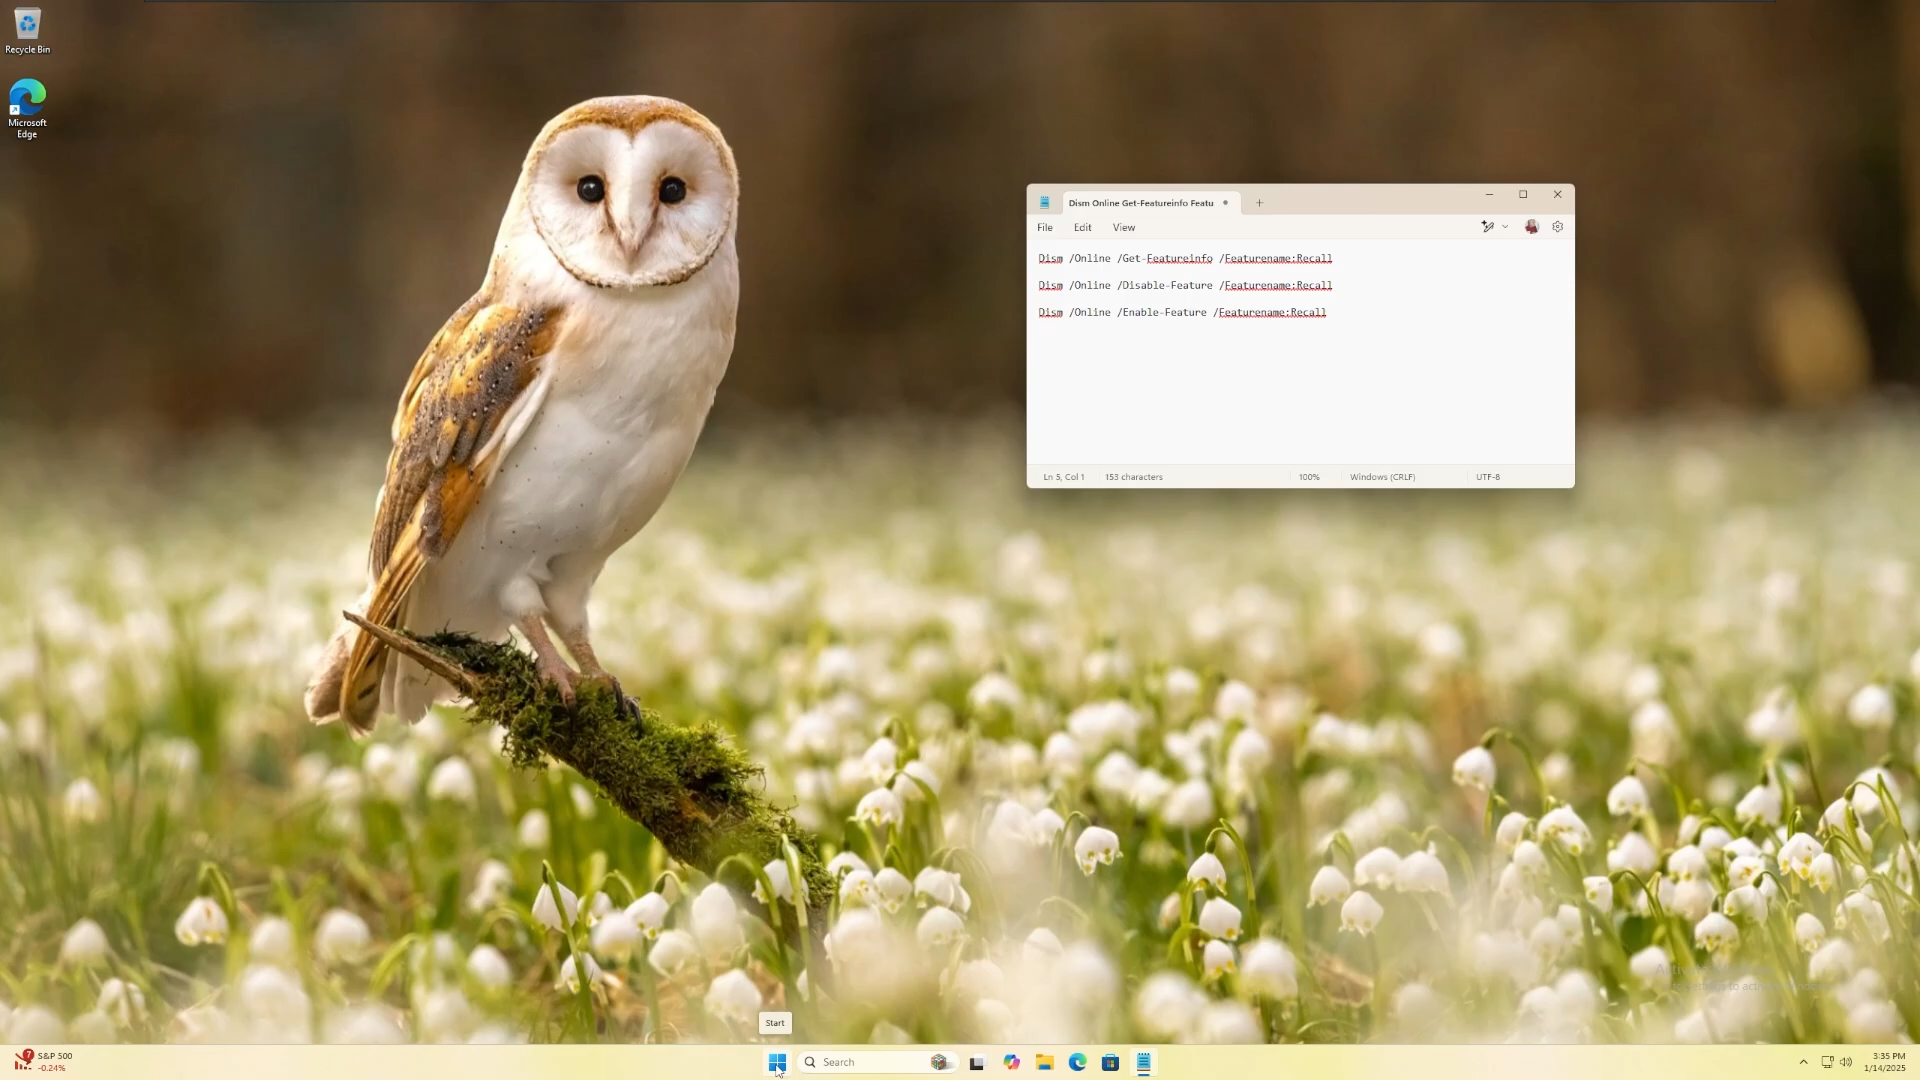 Recycle Bin
Microsoft
Edge
Dism Online Get-Featureinfo Featu
File Edit View
Dism /Online /Get-Featureinfo /Featurename:Recall
Dism /Online /Disable-Feature /Featurename:Recall
Dism /Online /Enable-Feature /Featurename:Recall
Ln 5, Col 1 153 characters 100% Windows (CRLF) UTF-8
Start
7
S&P 500
-0.24%
Search
3:35 PM
1/14/2025